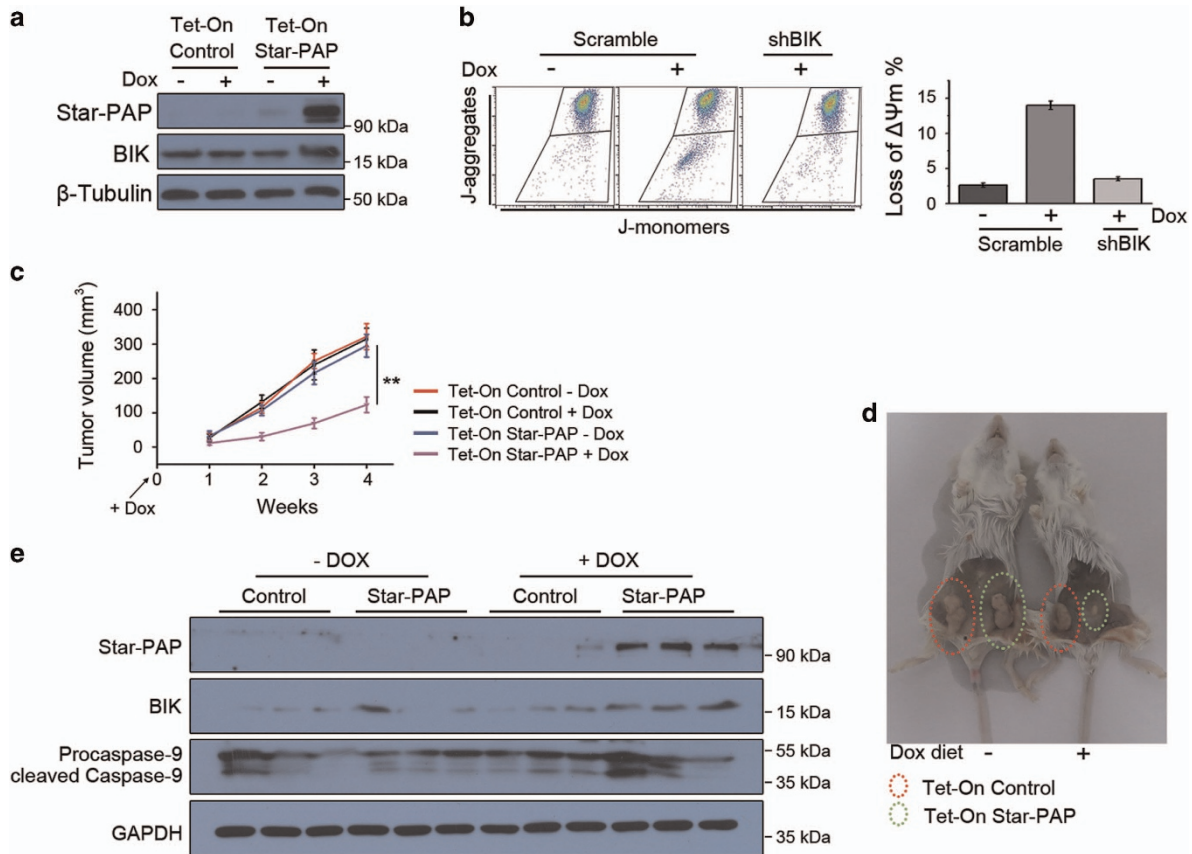 a
Tet-On Control
Tet-On Star-PAP
Dox - + - +
Star-PAP
90 kDa
BIK
15 kDa
β-Tubulin
50 kDa
b
Scramble
shBIK
Dox - + +
J-aggregates
J-monomers
Loss of ΔΨm %
15
10
5
0
- + + Dox
Scramble
shBIK
c
Tumor volume (mm³)
400
300
200
100
0
0 1 2 3 4
+ Dox
Weeks
**
Tet-On Control - Dox
Tet-On Control + Dox
Tet-On Star-PAP - Dox
Tet-On Star-PAP + Dox
d
Dox diet - +
Tet-On Control
Tet-On Star-PAP
e
- DOX
+ DOX
Control
Star-PAP
Control
Star-PAP
Star-PAP
90 kDa
BIK
15 kDa
Procaspase-9
55 kDa
cleaved Caspase-9
35 kDa
GAPDH
35 kDa